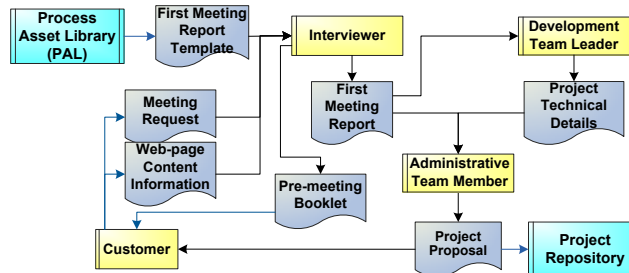 Process
Asset Library
(PAL)
First Meeting
Report
Template
Interviewer
Development
Team Leader
Meeting
Request
First
Meeting
Report
Project
Technical
Details
Web-page
Content
Information
Pre-meeting
Booklet
Administrative
Team Member
Customer
Project
Proposal
Project
Repository